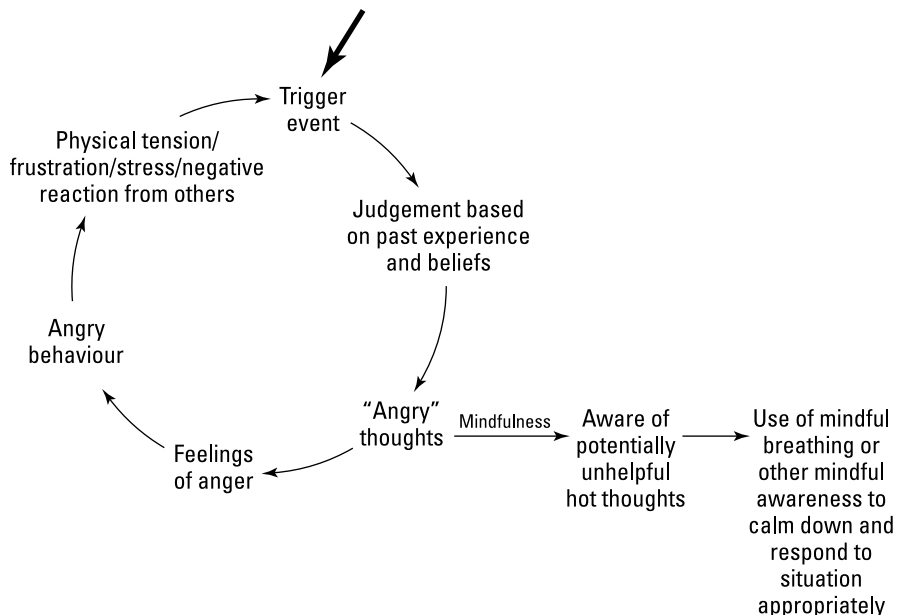 Trigger
event
Judgement based
on past experience
and beliefs
“Angry”
thoughts
Feelings
of anger
Angry
behaviour
Physical tension/
frustration/stress/negative
reaction from others
Mindfulness
Aware of
potentially
unhelpful
hot thoughts
Use of mindful
breathing or
other mindful
awareness to
calm down and
respond to
situation
appropriately